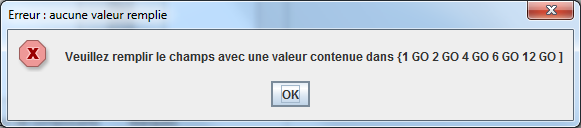 Erreur : aucune valeur remplie
Veuillez remplir le champs avec une valeur contenue dans {1 GO 2 GO 4 GO 6 GO 12 GO ]
OK